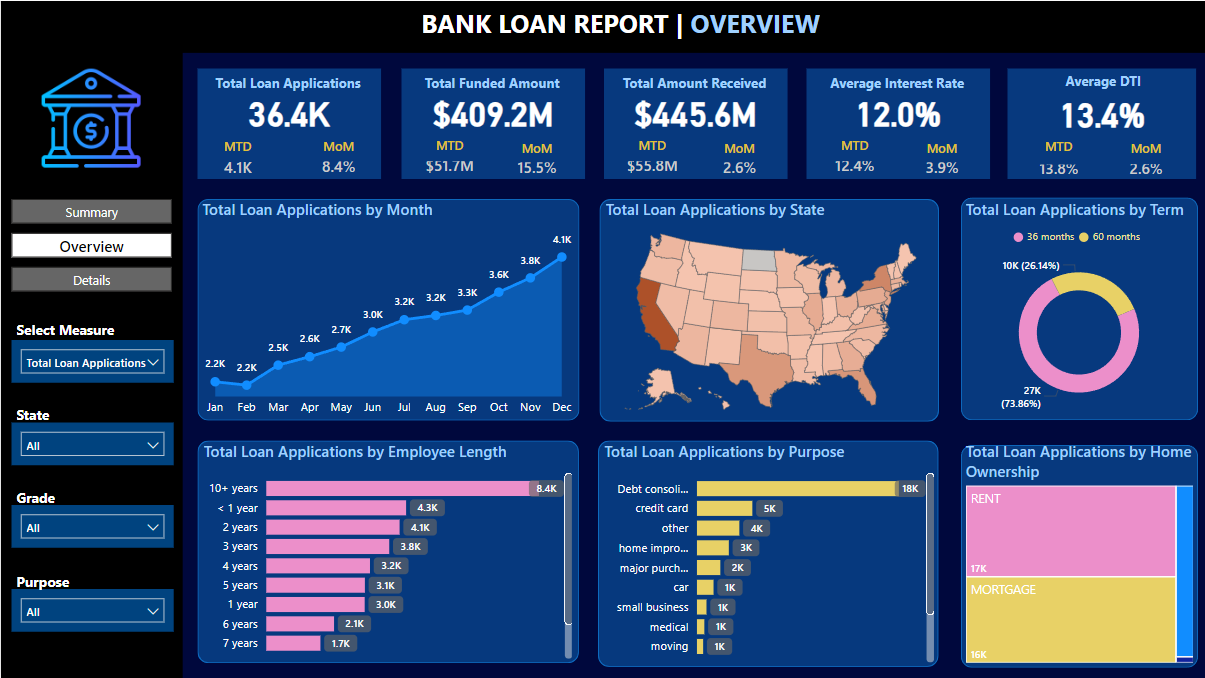 BANK LOAN REPORT | OVERVIEW
Total Loan Applications
36.4K
MTD
MoM
4.1K
8.4%
Total Funded Amount
$409.2M
MTD
MoM
$51.7M
15.5%
Total Amount Received
$445.6M
MTD
MoM
$55.8M
2.6%
Average Interest Rate
12.0%
MTD
MoM
12.4%
3.9%
Average DTI
13.4%
MTD
MoM
13.8%
2.6%
$
Summary
Overview
Details
Select Measure
Total Loan Applications
State
All
Grade
All
Purpose
All
Total Loan Applications by Month
2.2K
2.2K
2.5K
2.6K
2.7K
3.0K
3.2K
3.2K
3.3K
3.6K
3.8K
4.1K
Jan Feb Mar Apr May Jun Jul Aug Sep Oct Nov Dec
Total Loan Applications by State
Total Loan Applications by Term
36 months 60 months
10K (26.14%)
27K
(73.86%)
Total Loan Applications by Employee Length
10+ years 8.4K
< 1 year 4.3K
2 years 4.1K
3 years 3.8K
4 years 3.2K
5 years 3.1K
1 year 3.0K
6 years 2.1K
7 years 1.7K
Total Loan Applications by Purpose
Debt consoli... 18K
credit card 5K
other 4K
home impro... 3K
major purch... 2K
car 1K
small business 1K
medical 1K
moving 1K
Total Loan Applications by Home
Ownership
RENT
17K
MORTGAGE
16K